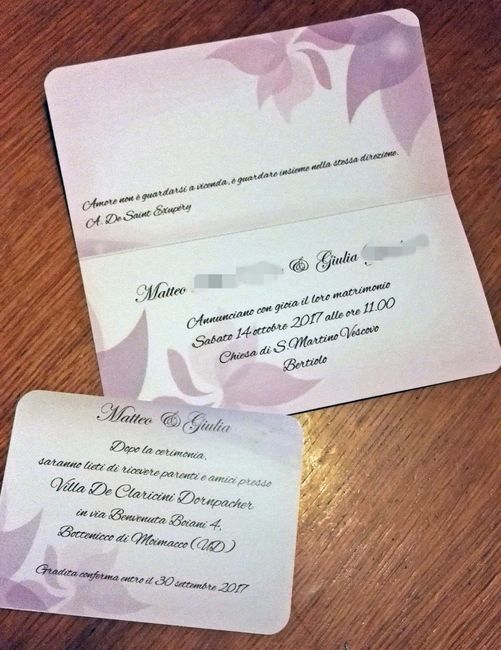 Amore non è guardarsi a vicenda, è guardare insieme nella stessa direzione.
A. De Saint Exupéry
Matteo & Giulia
Annunciano con gioia il loro matrimonio
Sabato 14 ottobre 2017 alle ore 11.00
Chiesa di S.Martino Vescovo
Bertiolo
Matteo & Giulia
Dopo la cerimonia,
saranno lieti di ricevere parenti e amici presso
Villa De Claricini Dornpacher
in via Benvenuta Boiani 4,
Bottenicco di Moimacco (UD)
Gradita conferma entro il 30 settembre 2017